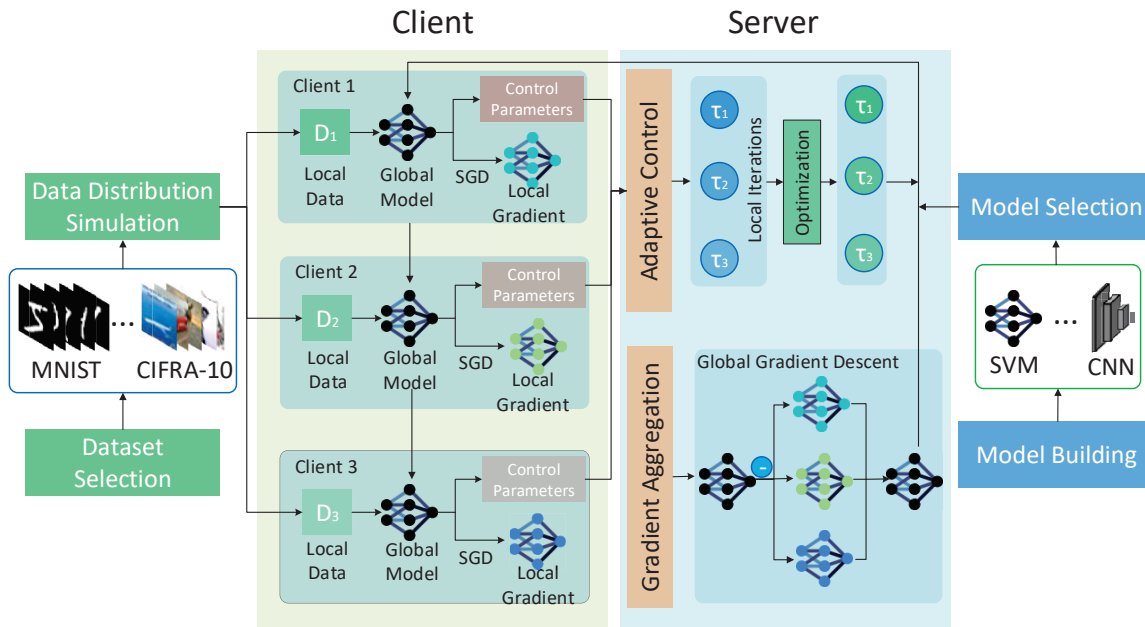 Client
Server
Data Distribution
Simulation
MNIST
...
CIFRA-10
Dataset
Selection
Client 1
D1
Local
Data
Global
Model
SGD
Control
Parameters
Local
Gradient
Client 2
D2
Local
Data
Global
Model
SGD
Control
Parameters
Local
Gradient
Client 3
D3
Local
Data
Global
Model
SGD
Control
Parameters
Local
Gradient
Adaptive Control
τ1
τ2
τ3
Local Iterations
Optimization
τ1
τ2
τ3
Gradient Aggregation
Global Gradient Descent
-
Model Selection
SVM
...
CNN
Model Building